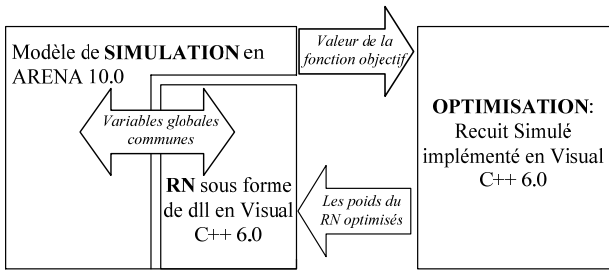 Modèle de SIMULATION en
ARENA 10.0
Variables globales
communes
RN sous forme
de dll en Visual
C++ 6.0
Valeur de la
fonction objectif
Les poids du
RN optimisés
OPTIMISATION:
Recuit Simulé
implémenté en Visual
C++ 6.0